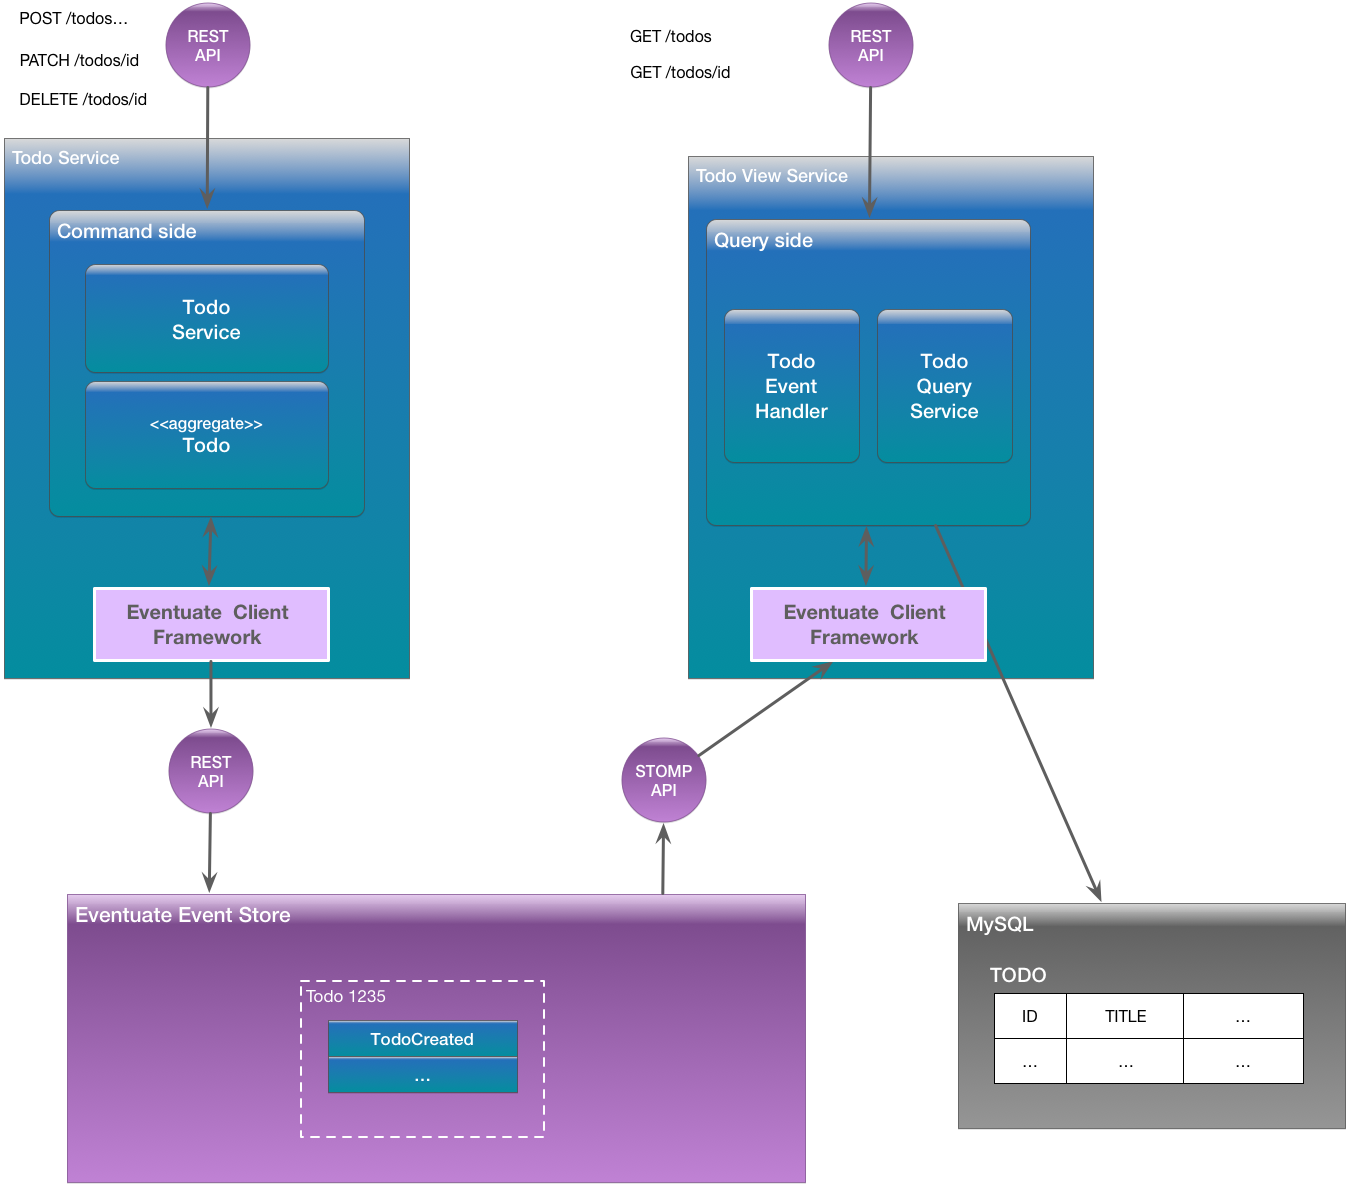 POST /todos…
PATCH /todos/id
DELETE /todos/id
REST
API
Todo Service
Command side
Todo
Service
<<aggregate>>
Todo
Eventuate Client
Framework
REST
API
GET /todos
GET /todos/id
REST
API
Todo View Service
Query side
Todo
Event
Handler
Todo
Query
Service
Eventuate Client
Framework
STOMP
API
Eventuate Event Store
Todo 1235
TodoCreated
…
MySQL
TODO
ID TITLE …
… … …